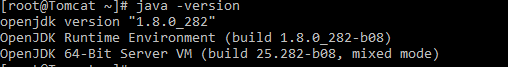 [root@Tomcat ~]# java -version
openjdk version "1.8.0_282"
OpenJDK Runtime Environment (build 1.8.0_282-b08)
OpenJDK 64-Bit Server VM (build 25.282-b08, mixed mode)